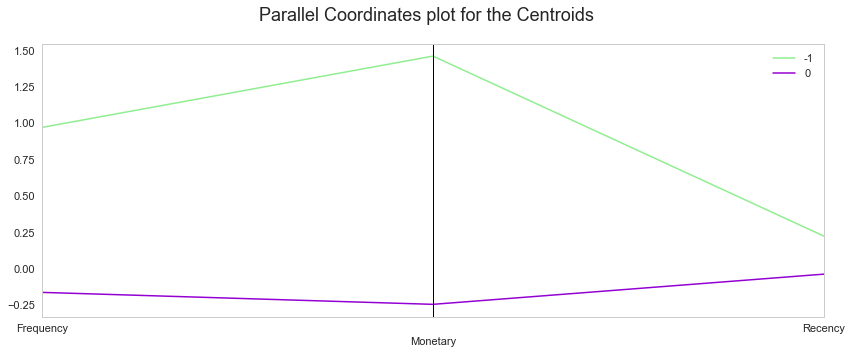 Parallel Coordinates plot for the Centroids
1.50
1.25
1.00
0.75
0.50
0.25
0.00
−0.25
-1
0
Frequency
Monetary
Recency